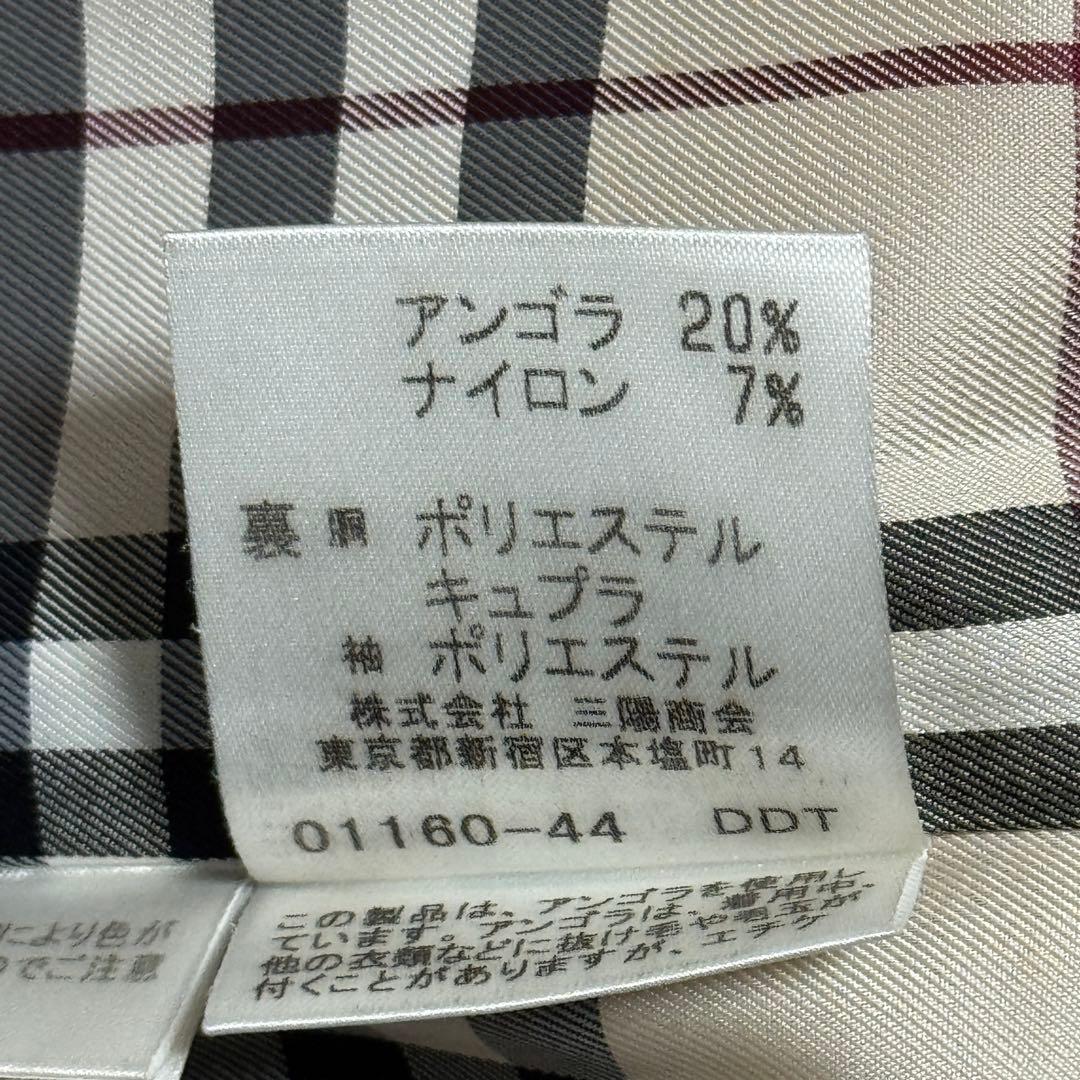 アンゴラ 20%
ナイロン 7%
裏 胴 ポリエステル
キュプラ
袖 ポリエステル
株式会社 三陽商会
東京都新宿区本塩町14
01160-44 DDT
この製品は、アンゴラを使用し
ています。アンゴラは、着用中、
他の衣類などに抜け毛や毛玉が
付くことがありますが、エチケ
により色が
でご注意